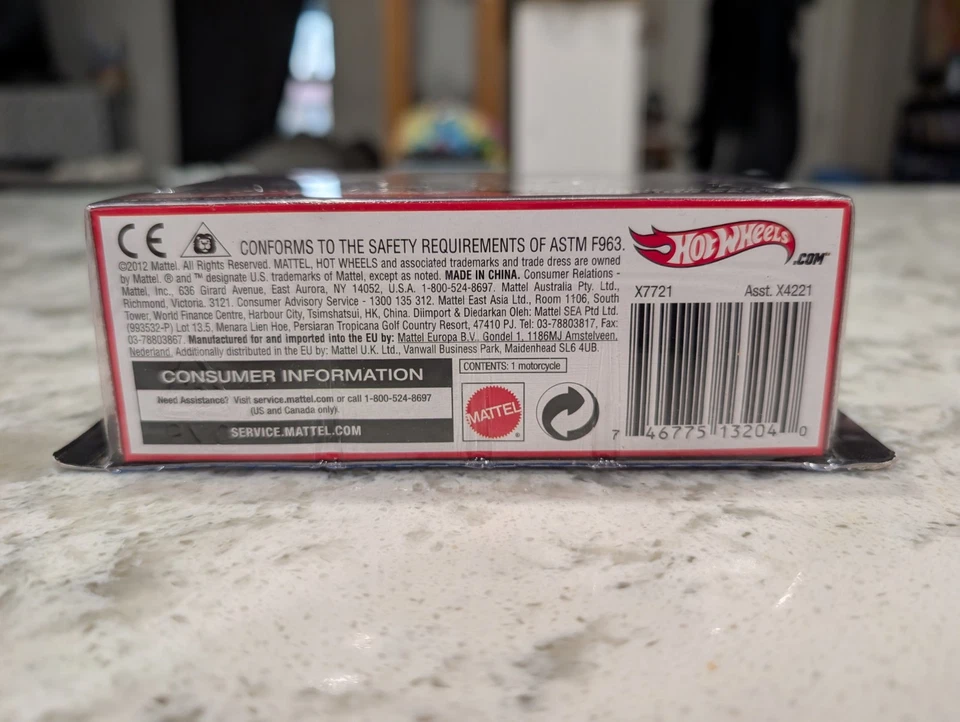 CE
CONFORMS TO THE SAFETY REQUIREMENTS OF ASTM F963.
©2012 Mattel. All Rights Reserved. MATTEL, HOT WHEELS and associated trademarks and trade dress are owned
by Mattel. ® and ™ designate U.S. trademarks of Mattel, except as noted. MADE IN CHINA. Consumer Relations -
Mattel, Inc., 636 Girard Avenue, East Aurora, NY 14052, U.S.A. 1-800-524-8697. Mattel Australia Pty. Ltd.,
Richmond, Victoria. 3121. Consumer Advisory Service - 1300 135 312. Mattel East Asia Ltd., Room 1106, South
Tower, World Finance Centre, Harbour City, Tsimshatsui, HK, China. Diimport & Diedarkan Oleh: Mattel SEA Ptd Ltd.
(993532-P) Lot 13.5, Menara Lien Hoe, Persiaran Tropicana Golf Country Resort, 47410 PJ. Tel: 03-78803817, Fax:
03-78803867. Manufactured for and imported into the EU by: Mattel Europa B.V., Gondel 1, 1186MJ Amstelveen,
Nederland. Additionally distributed in the EU by: Mattel U.K. Ltd., Vanwall Business Park, Maidenhead SL6 4UB.
CONSUMER INFORMATION
Need Assistance? Visit service.mattel.com or call 1-800-524-8697
(US and Canada only).
SERVICE.MATTEL.COM
CONTENTS: 1 motorcycle
MATTEL®
HOT WHEELS
.COM™
X7721 Asst. X4221
7 46775 13204 0